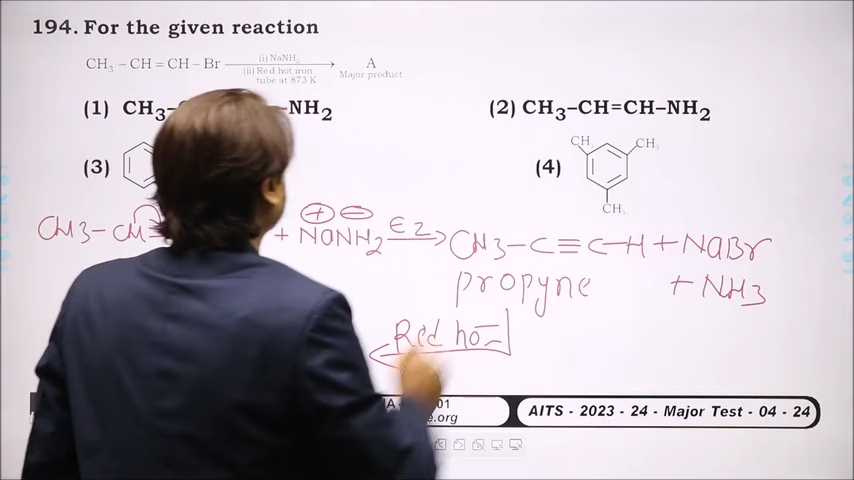 194. For the given reaction
CH₃ – CH = CH – Br (i) NaNH₂ A
(ii) Red hot iron Major product
tube at 873 K
(1) CH₃– –NH₂ (2) CH₃–CH=CH–NH₂
(3) (4) CH₃ CH₃
CH₃
CH3– CH + NaNH2 E2 CH3–C≡C–H + NaBr
propyne + NH3
Red hot
01
e.org
AITS - 2023 - 24 - Major Test - 04 - 24